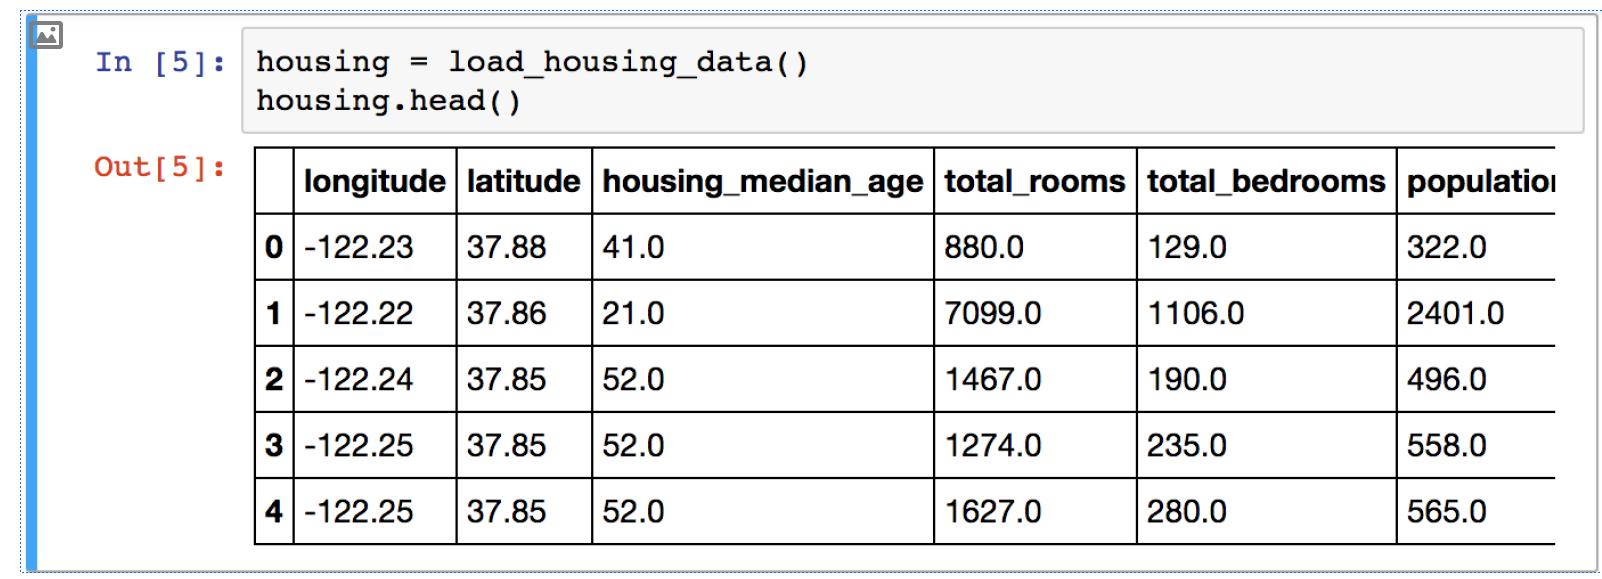 In [5]: housing = load_housing_data()
housing.head()
Out[5]:
longitude latitude housing_median_age total_rooms total_bedrooms population
0 -122.23 37.88 41.0 880.0 129.0 322.0
1 -122.22 37.86 21.0 7099.0 1106.0 2401.0
2 -122.24 37.85 52.0 1467.0 190.0 496.0
3 -122.25 37.85 52.0 1274.0 235.0 558.0
4 -122.25 37.85 52.0 1627.0 280.0 565.0